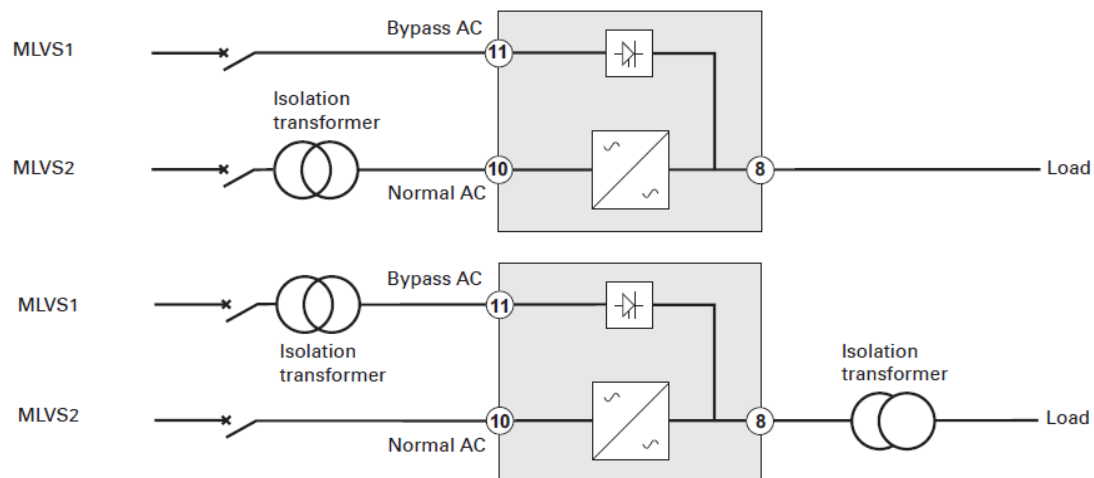 Bypass AC
MLVS1
11
Isolation
transformer
MLVS2
10
8
Load
Normal AC
Bypass AC
MLVS1
11
Isolation
transformer
Isolation
transformer
MLVS2
10
8
Load
Normal AC